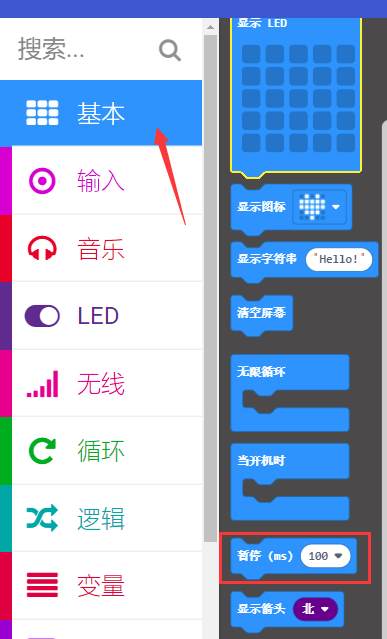 搜索...
基本
输入
音乐
LED
无线
循环
逻辑
变量
显示 LED
显示图标
显示字符串 "Hello!"
清空屏幕
无限循环
当开机时
暂停 (ms) 100
显示箭头 北